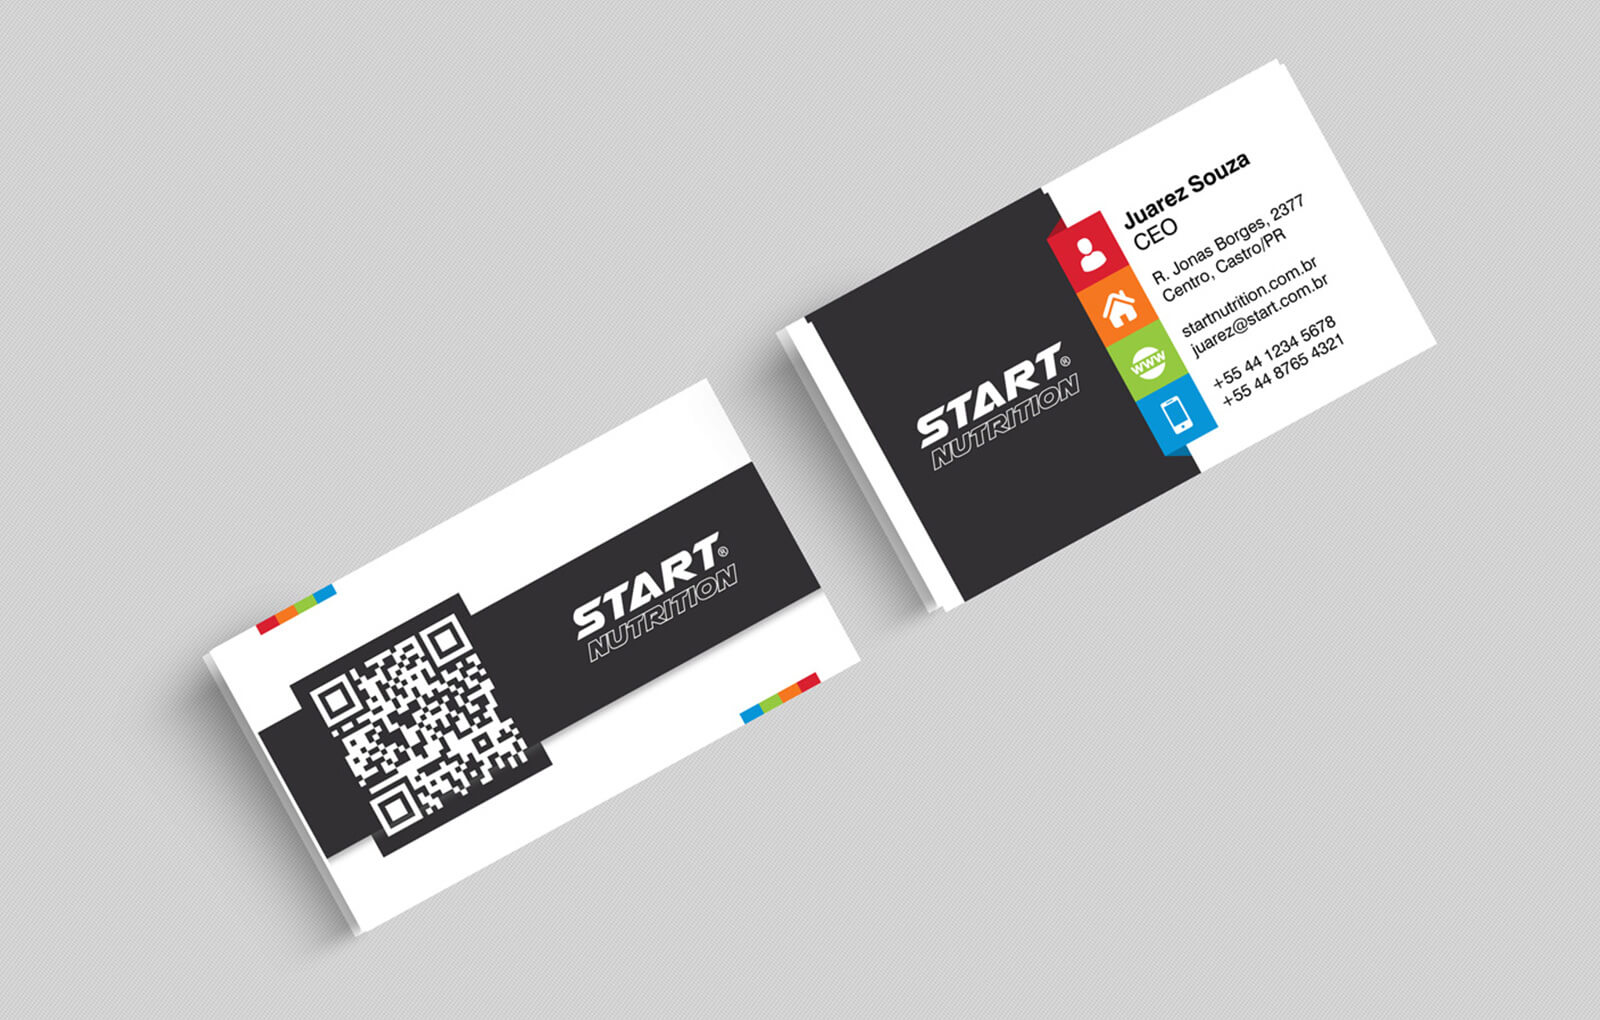 START®
NUTRITION
START®
NUTRITION
Juarez Souza
CEO
R. Jonas Borges, 2377
Centro, Castro/PR
startnutrition.com.br
juarez@start.com.br
+55 44 1234 5678
+55 44 8765 4321
www